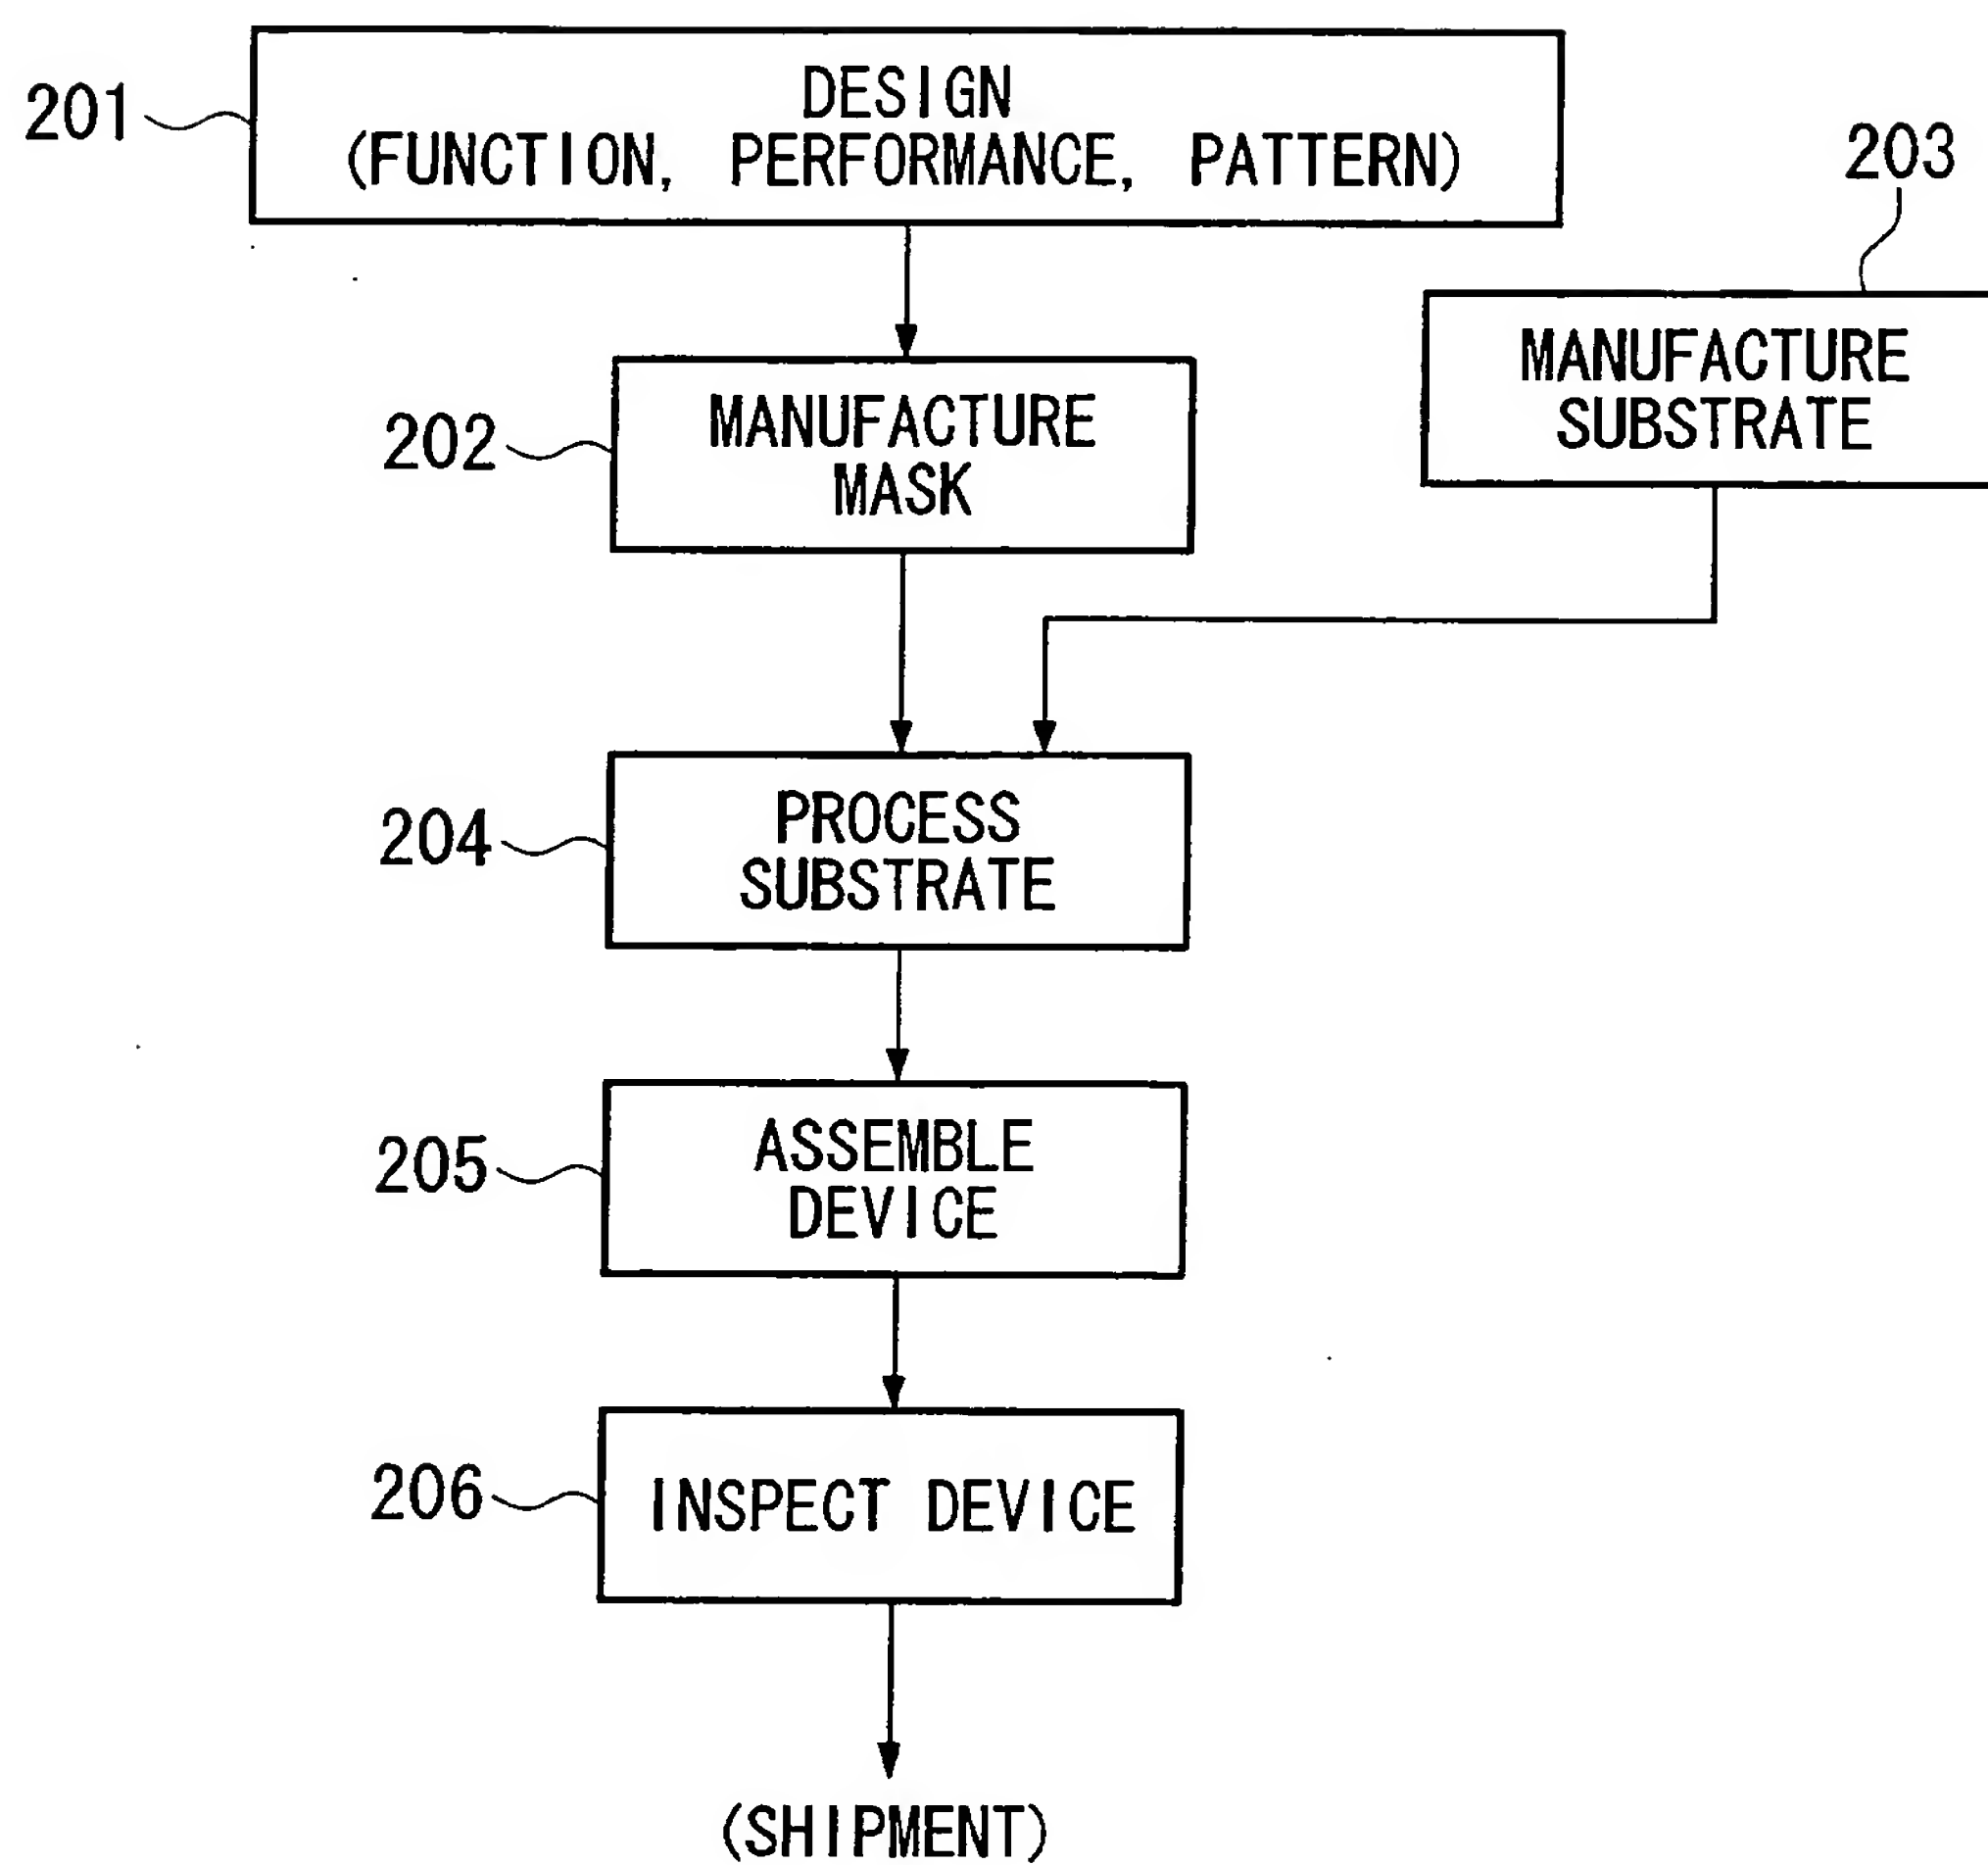 201
DESIGN
(FUNCTION, PERFORMANCE, PATTERN)
203
MANUFACTURE
SUBSTRATE
202
MANUFACTURE
MASK
204
PROCESS
SUBSTRATE
205
ASSEMBLE
DEVICE
206
INSPECT DEVICE
(SHIPMENT)